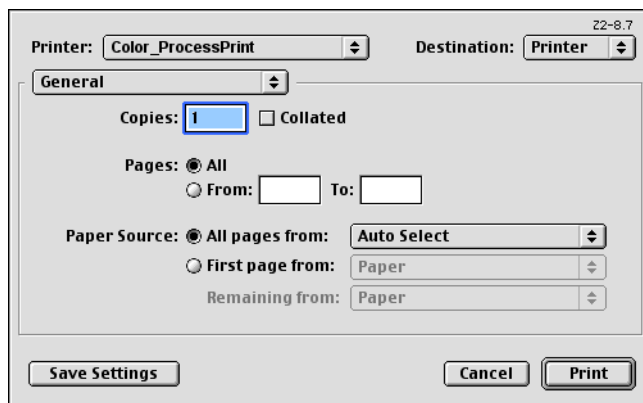 Z2-8.7
Printer: Color_ProcessPrint Destination: Printer
General
Copies: 1 Collated
Pages: All
From: To:
Paper Source: All pages from: Auto Select
First page from: Paper
Remaining from: Paper
Save Settings Cancel Print